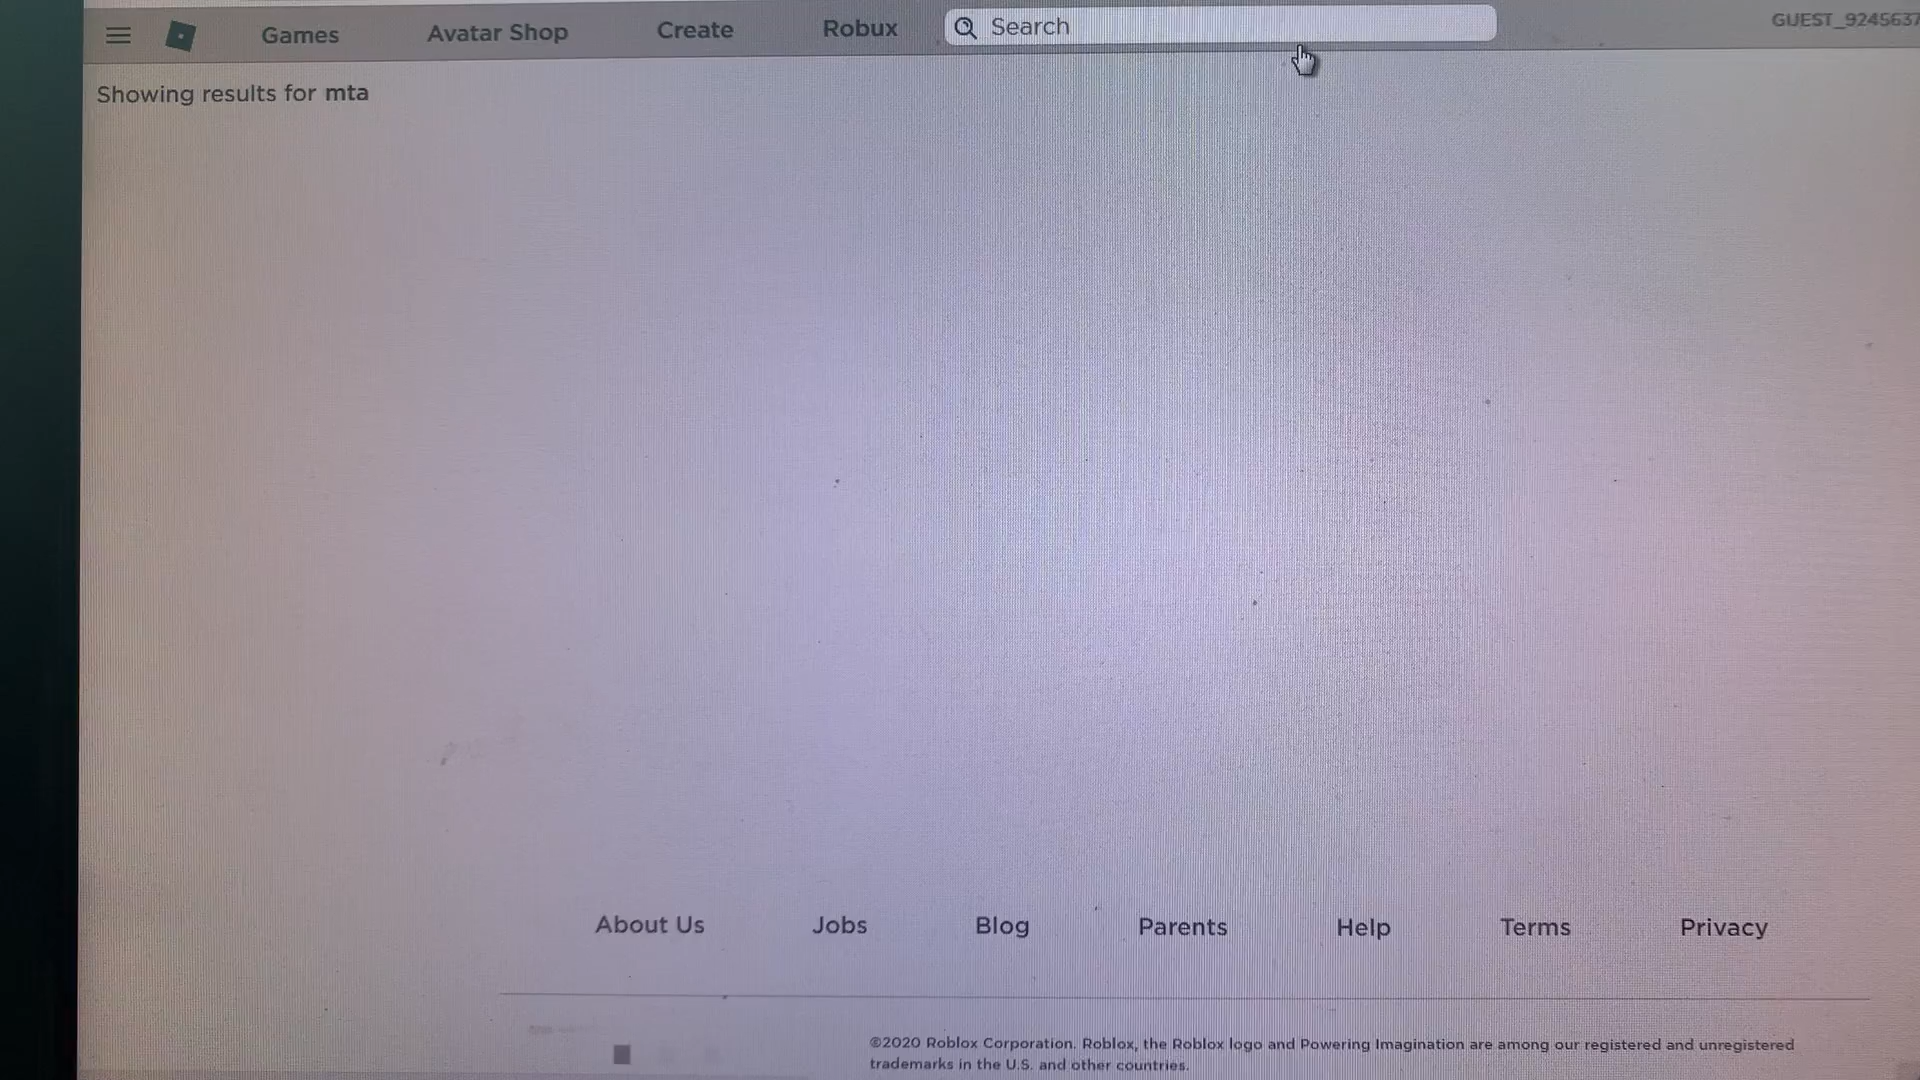 Games Avatar Shop Create Robux Search GUEST_9245637
Showing results for mta
About Us Jobs Blog Parents Help Terms Privacy
©2020 Roblox Corporation. Roblox, the Roblox logo and Powering Imagination are among our registered and unregistered
trademarks in the U.S. and other countries.